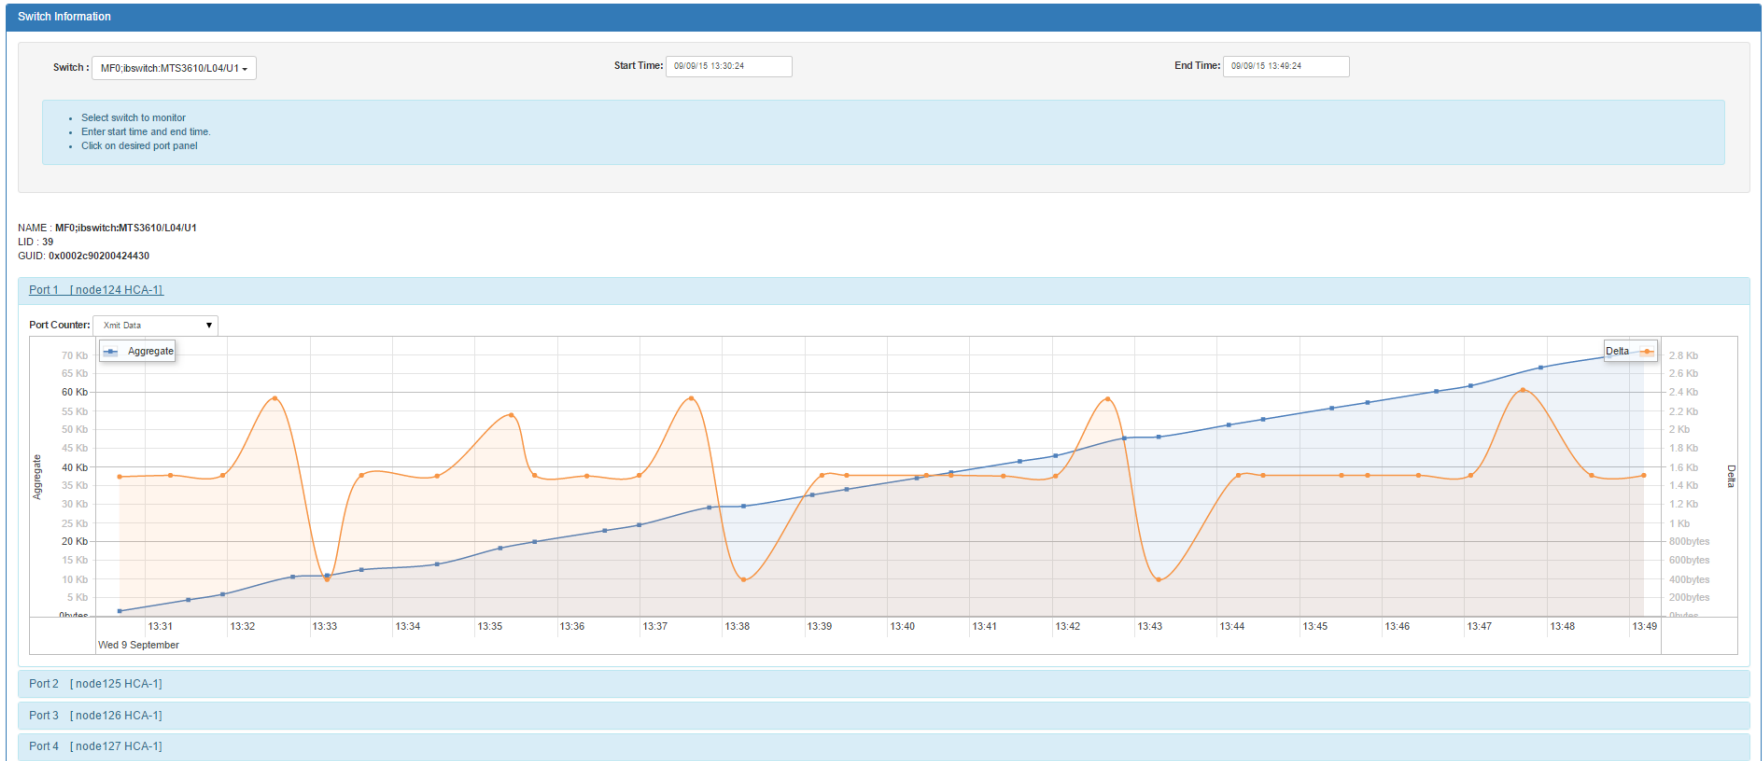 Switch Information
Switch : MF0;ibswitch:MTS3610/L04/U1 Start Time: 09/09/15 13:30:24 End Time: 09/09/15 13:49:24
Select switch to monitor
Enter start time and end time.
Click on desired port panel
NAME : MF0;ibswitch:MTS3610/L04/U1
LID : 39
GUID: 0x0002c90200424430
Port 1 [ node124 HCA-1]
Port Counter: Xmit Data
Aggregate
Delta
70 Kb
65 Kb
60 Kb
55 Kb
50 Kb
45 Kb
40 Kb
35 Kb
30 Kb
25 Kb
20 Kb
15 Kb
10 Kb
5 Kb
0bytes
Aggregate
2.8 Kb
2.6 Kb
2.4 Kb
2.2 Kb
2 Kb
1.8 Kb
1.6 Kb
1.4 Kb
1.2 Kb
1 Kb
800bytes
600bytes
400bytes
200bytes
0bytes
Delta
13:31 13:32 13:33 13:34 13:35 13:36 13:37 13:38 13:39 13:40 13:41 13:42 13:43 13:44 13:45 13:46 13:47 13:48 13:49
Wed 9 September
Port 2 [ node125 HCA-1]
Port 3 [ node126 HCA-1]
Port 4 [ node127 HCA-1]